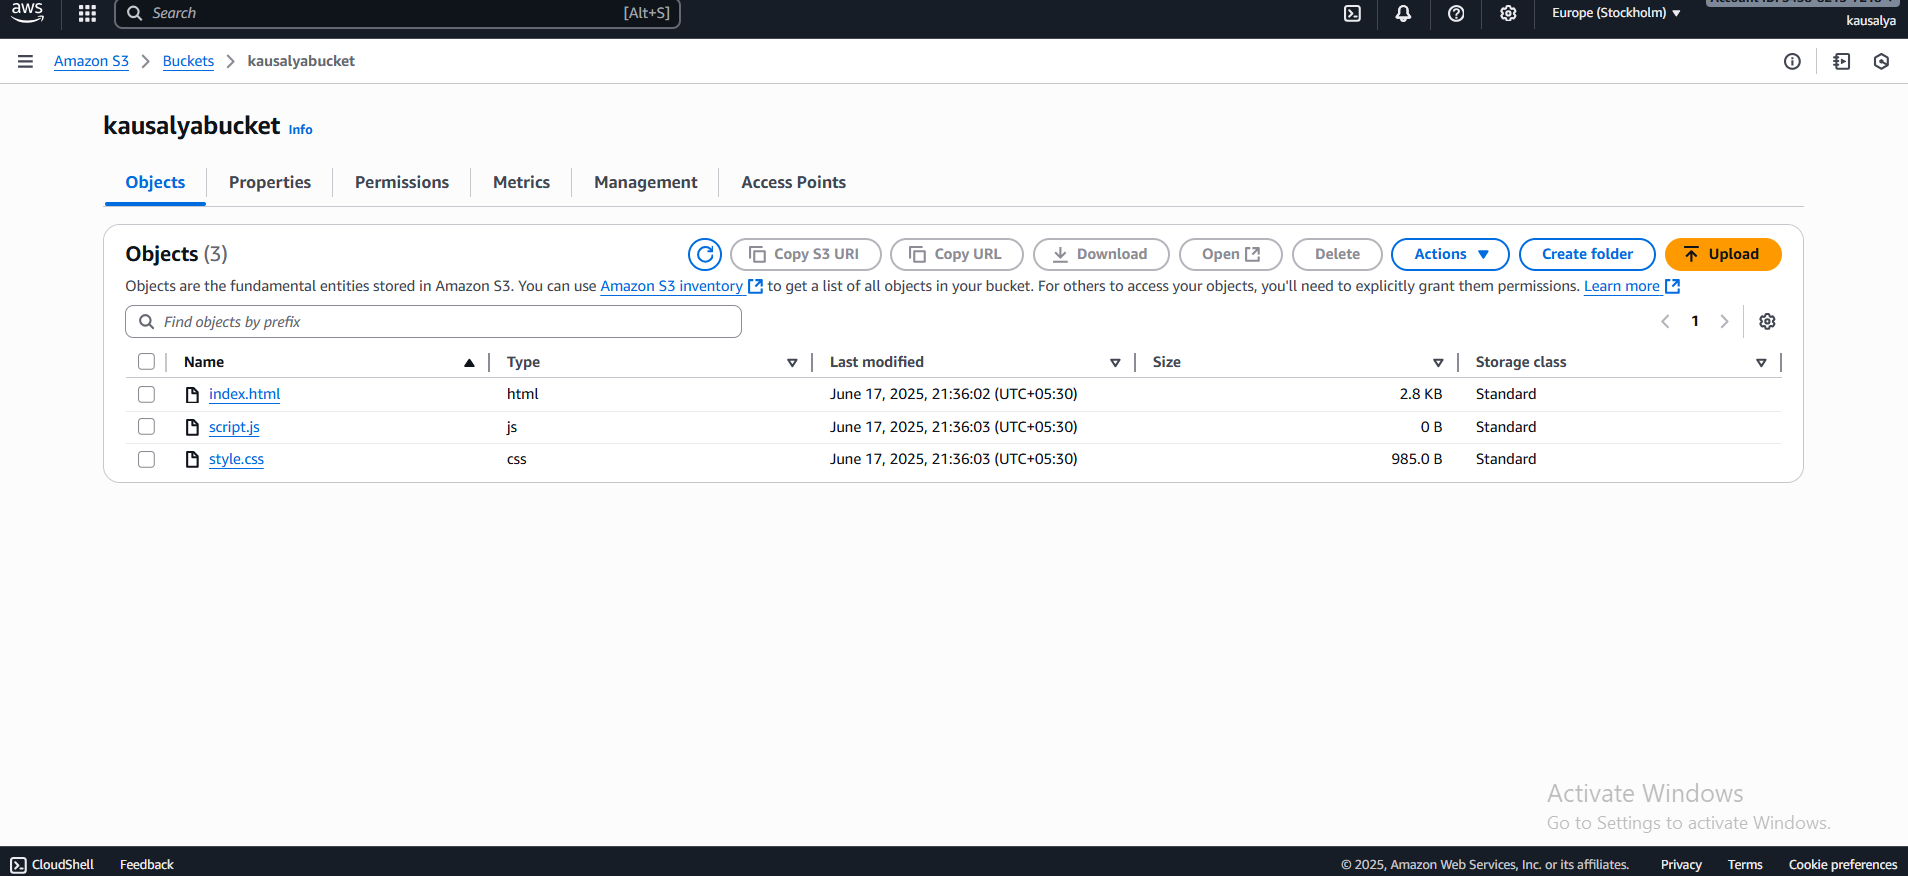 aws Search [Alt+S] Europe (Stockholm) kausalya
Amazon S3 Buckets kausalyabucket
kausalyabucket Info
Objects Properties Permissions Metrics Management Access Points
Objects (3) Copy S3 URI Copy URL Download Open Delete Actions Create folder Upload
Objects are the fundamental entities stored in Amazon S3. You can use Amazon S3 inventory to get a list of all objects in your bucket. For others to access your objects, you'll need to explicitly grant them permissions. Learn more
Find objects by prefix 1
Name Type Last modified Size Storage class
index.html html June 17, 2025, 21:36:02 (UTC+05:30) 2.8 KB Standard
script.js js June 17, 2025, 21:36:03 (UTC+05:30) 0 B Standard
style.css css June 17, 2025, 21:36:03 (UTC+05:30) 985.0 B Standard
Activate Windows
Go to Settings to activate Windows.
CloudShell Feedback © 2025, Amazon Web Services, Inc. or its affiliates. Privacy Terms Cookie preferences